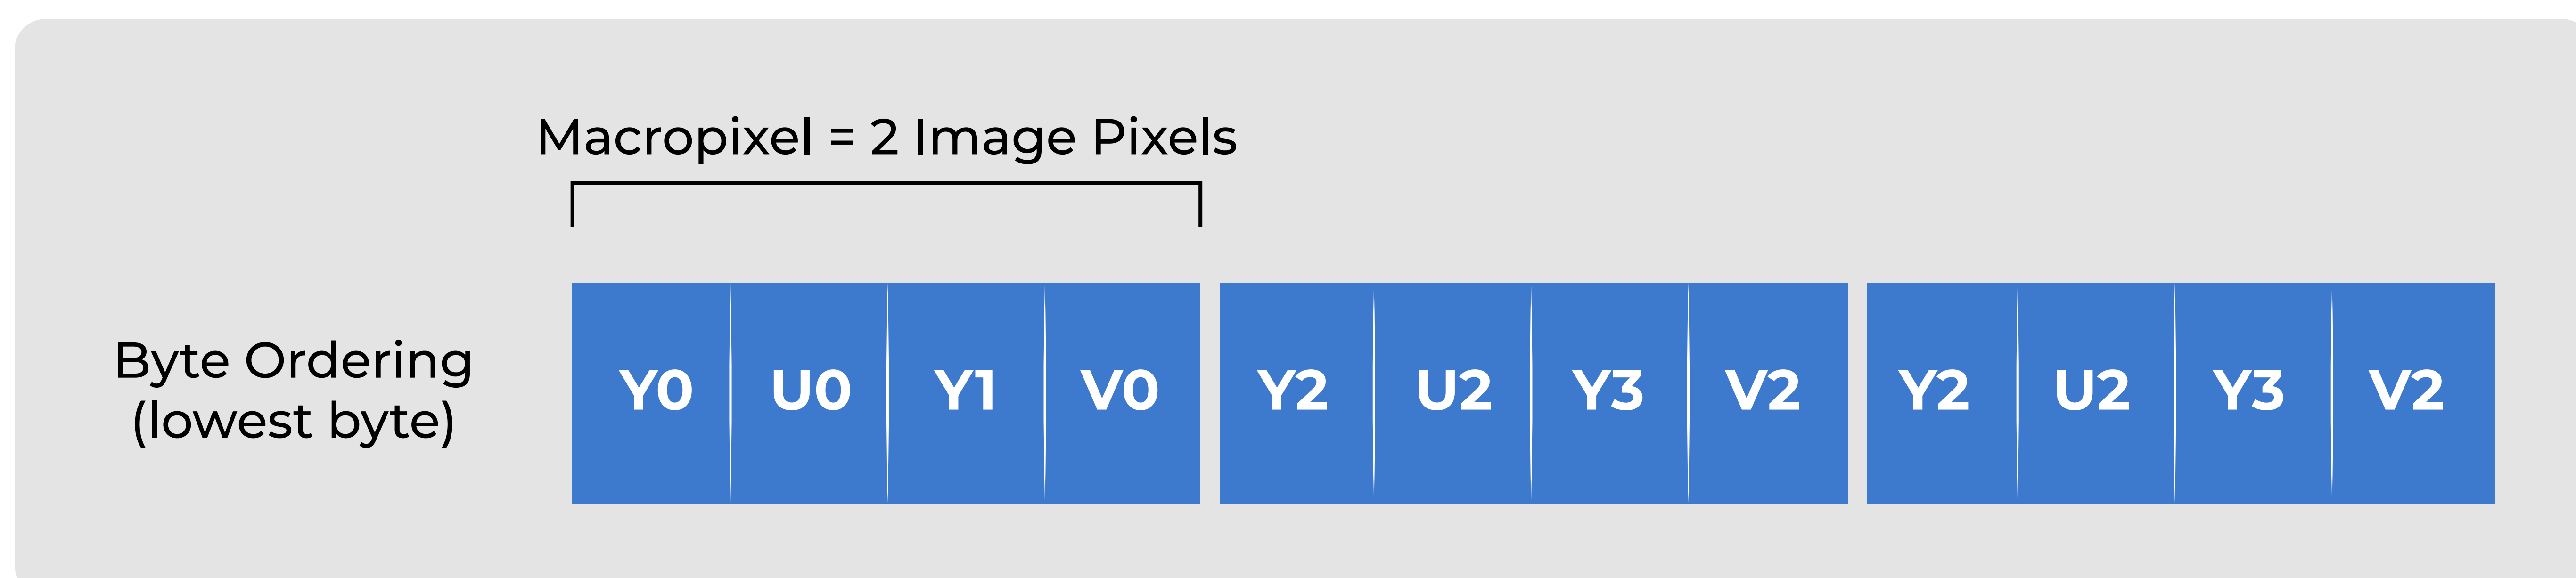 Macropixel = 2 Image Pixels
Byte Ordering
(lowest byte)
Y0 U0 Y1 V0 Y2 U2 Y3 V2 Y2 U2 Y3 V2